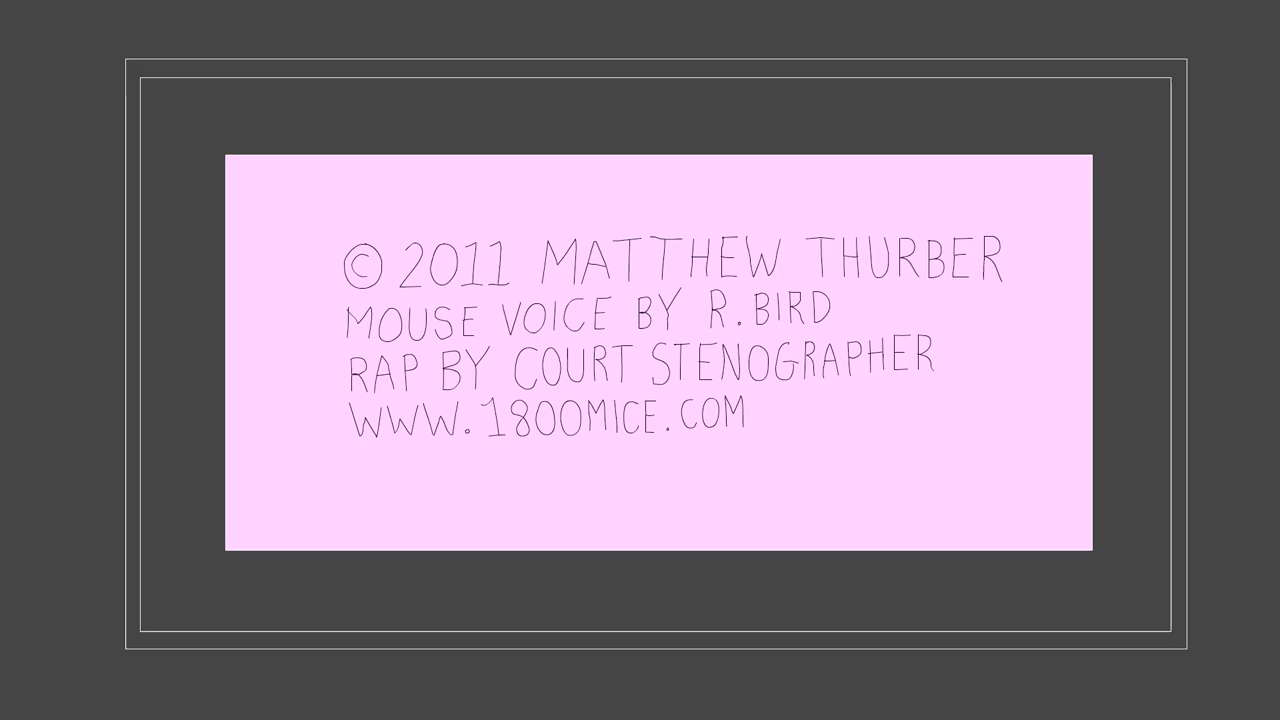 © 2011 MATTHEW THURBER
MOUSE VOICE BY R. BIRD
RAP BY COURT STENOGRAPHER
WWW.1800MICE.COM